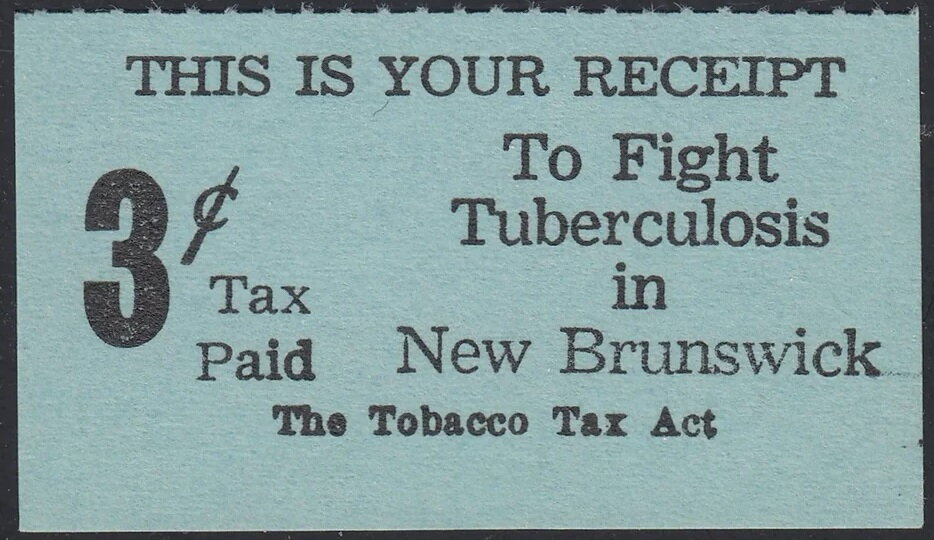 THIS IS YOUR RECEIPT
3¢
Tax
Paid
To Fight
Tuberculosis
in
New Brunswick
The Tobacco Tax Act